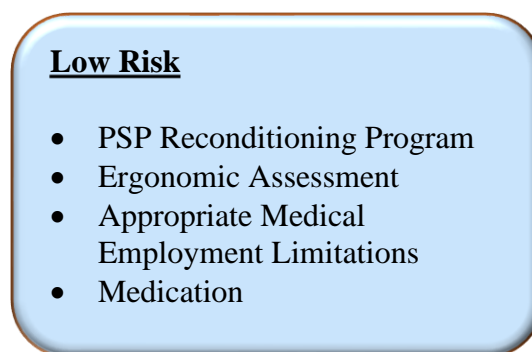 Low Risk
• PSP Reconditioning Program
• Ergonomic Assessment
• Appropriate Medical
Employment Limitations
• Medication